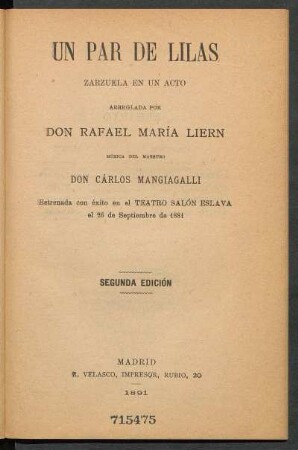 UN PAR DE LILAS
ZARZUELA EN UN ACTO
ARREGLADA POR
DON RAFAEL MARÍA LIERN
MÚSICA DEL MAESTRO
DON CÁRLOS MANGIAGALLI
Estrenada con éxito en el TEATRO SALÓN ESLAVA
el 25 de Septiembre de 1881
SEGUNDA EDICIÓN
MADRID
R. VELASCO, IMPRESOR, RUBIO, 20
1891
715475